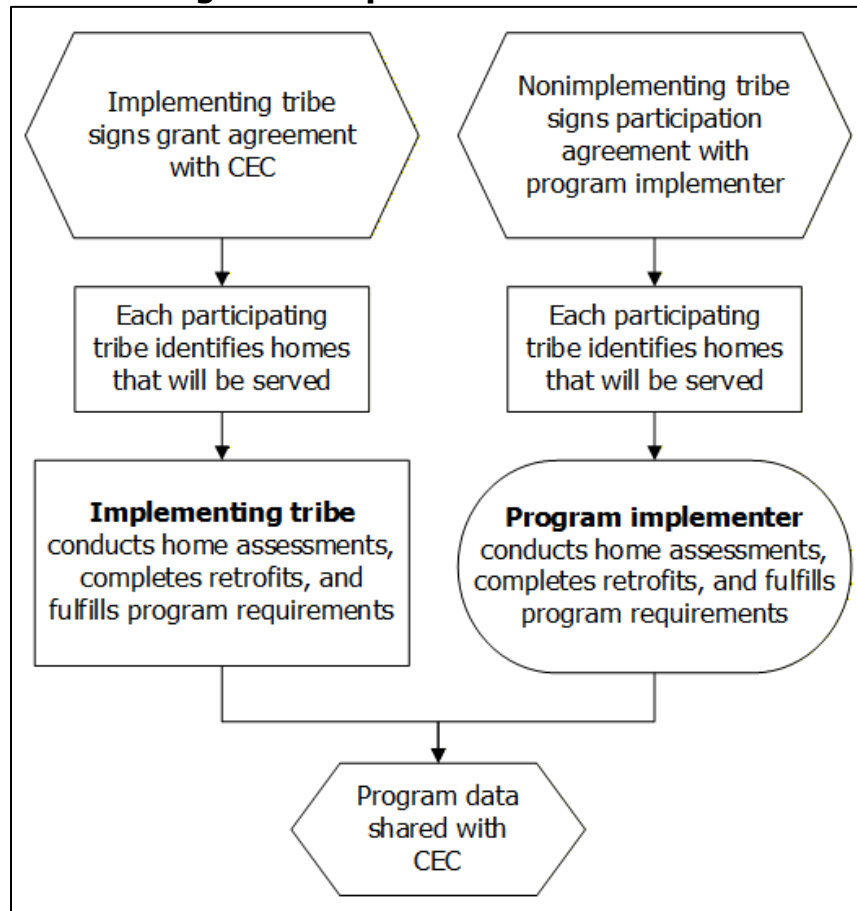 Implementing tribe
signs grant agreement
with CEC
Nonimplementing tribe
signs participation
agreement with
program implementer
Each participating
tribe identifies homes
that will be served
Each participating
tribe identifies homes
that will be served
Implementing tribe
conducts home assessments,
completes retrofits, and
fulfills program requirements
Program implementer
conducts home assessments,
completes retrofits, and fulfills
program requirements
Program data
shared with
CEC